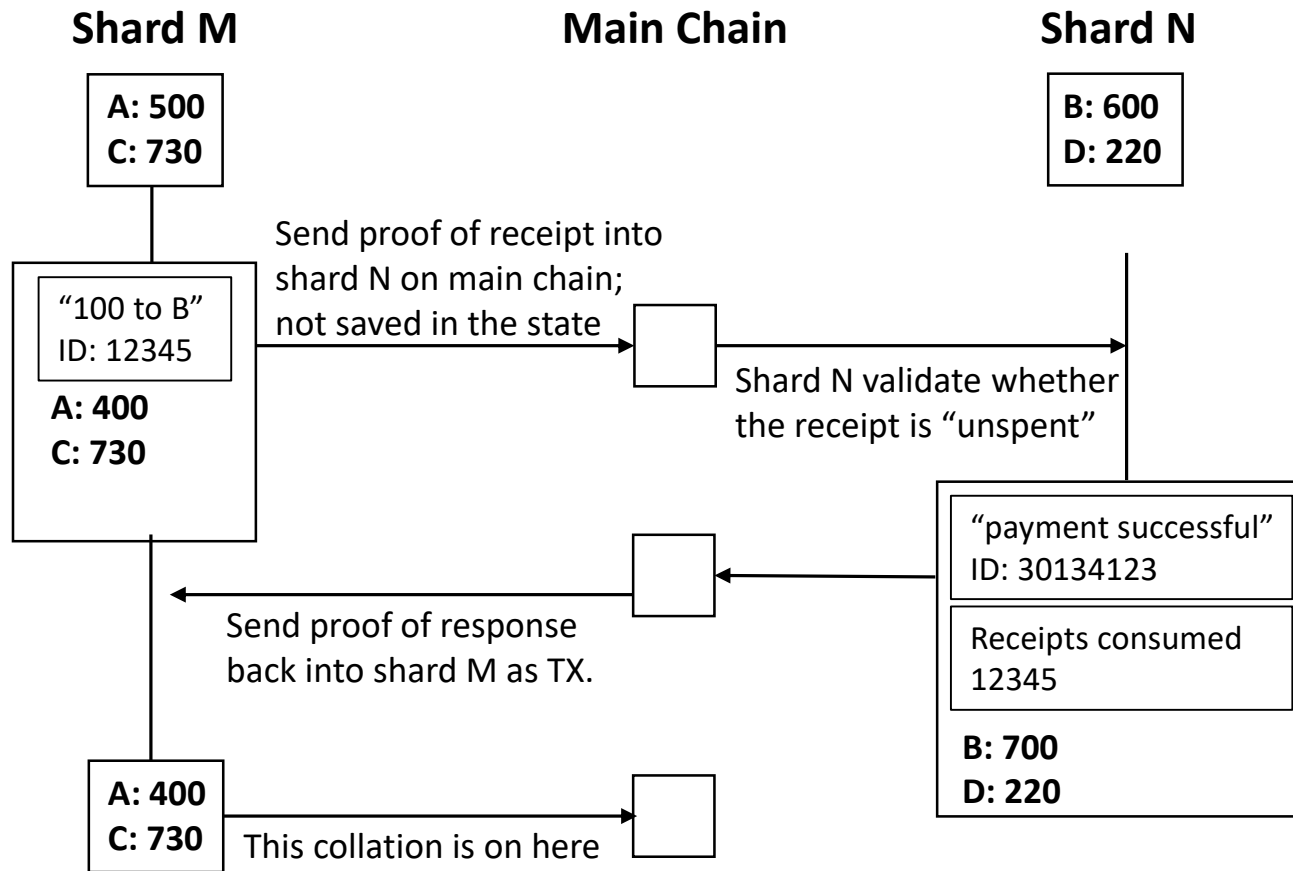 Shard M
Main Chain
Shard N
A: 500
C: 730
B: 600
D: 220
Send proof of receipt into
shard N on main chain;
not saved in the state
“100 to B”
ID: 12345
A: 400
C: 730
Shard N validate whether
the receipt is “unspent”
“payment successful”
ID: 30134123
Receipts consumed
12345
B: 700
D: 220
Send proof of response
back into shard M as TX.
A: 400
C: 730
This collation is on here